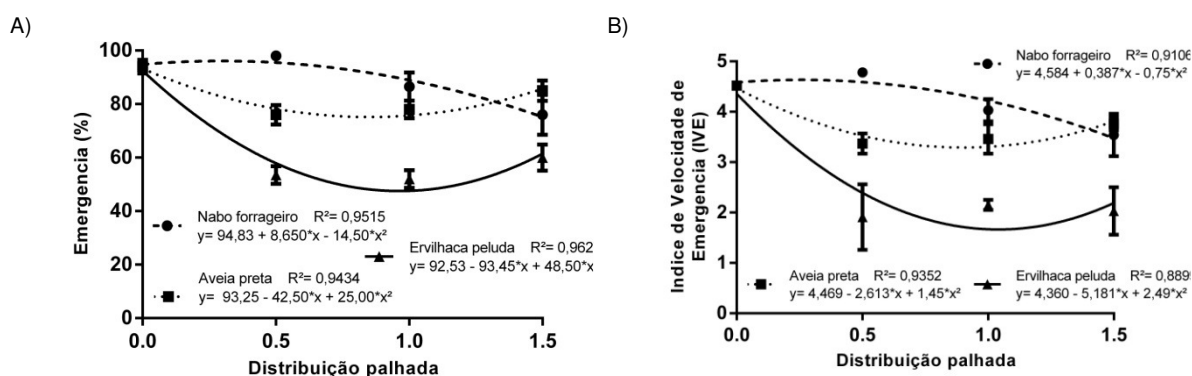 A)
Emergencia (%)
100
80
60
40
20
0
Nabo forrageiro R²= 0,9515
y= 94,83 + 8,650*x - 14,50*x²
Ervilhaca peluda R²= 0,962
y= 92,53 - 93,45*x + 48,50*x
Aveia preta R²= 0,9434
y= 93,25 - 42,50*x + 25,00*x²
0.0 0.5 1.0 1.5
Distribuição palhada
B)
Indice de Velocidade de
Emergencia (IVE)
Nabo forrageiro R²= 0,9106
y= 4,584 + 0,387*x - 0,75*x²
5
4
3
2
1
0
Aveia preta R²= 0,9352
y= 4,469 - 2,613*x + 1,45*x²
Ervilhaca peluda R²= 0,889
y= 4,360 - 5,181*x + 2,49*x²
0.0 0.5 1.0 1.5
Distribuição palhada